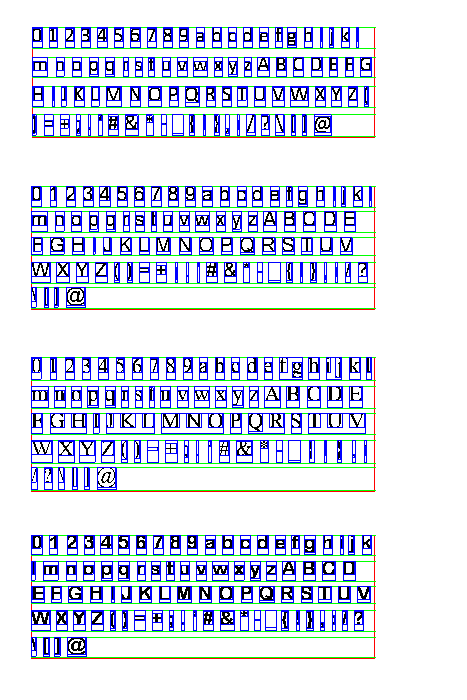 0 1 2 3 4 5 6 7 8 9 a b c d e f g h i j k l
m n o p q r s t u v w x y z A B C D E F G
H I J K L M N O P Q R S T U V W X Y Z (
) = + ; , ' # & * - _ { ! } . : / ? \ [ ] @
0 1 2 3 4 5 6 7 8 9 a b c d e f g h i j k l
m n o p q r s t u v w x y z A B C D E
F G H I J K L M N O P Q R S T U V
W X Y Z ( ) = + ; , ' # & * - _ { ! } . : / ?
\ [ ] @
0 1 2 3 4 5 6 7 8 9 a b c d e f g h i j k l
m n o p q r s t u v w x y z A B C D E
F G H I J K L M N O P Q R S T U V
W X Y Z ( ) = + ; , ' # & * - _ { ! } . :
/ ? \ [ ] @
0 1 2 3 4 5 6 7 8 9 a b c d e f g h i j k
l m n o p q r s t u v w x y z A B C D
E F G H I J K L M N O P Q R S T U V
W X Y Z ( ) = + ; , ' # & * - _ { ! } . : / ?
\ [ ] @